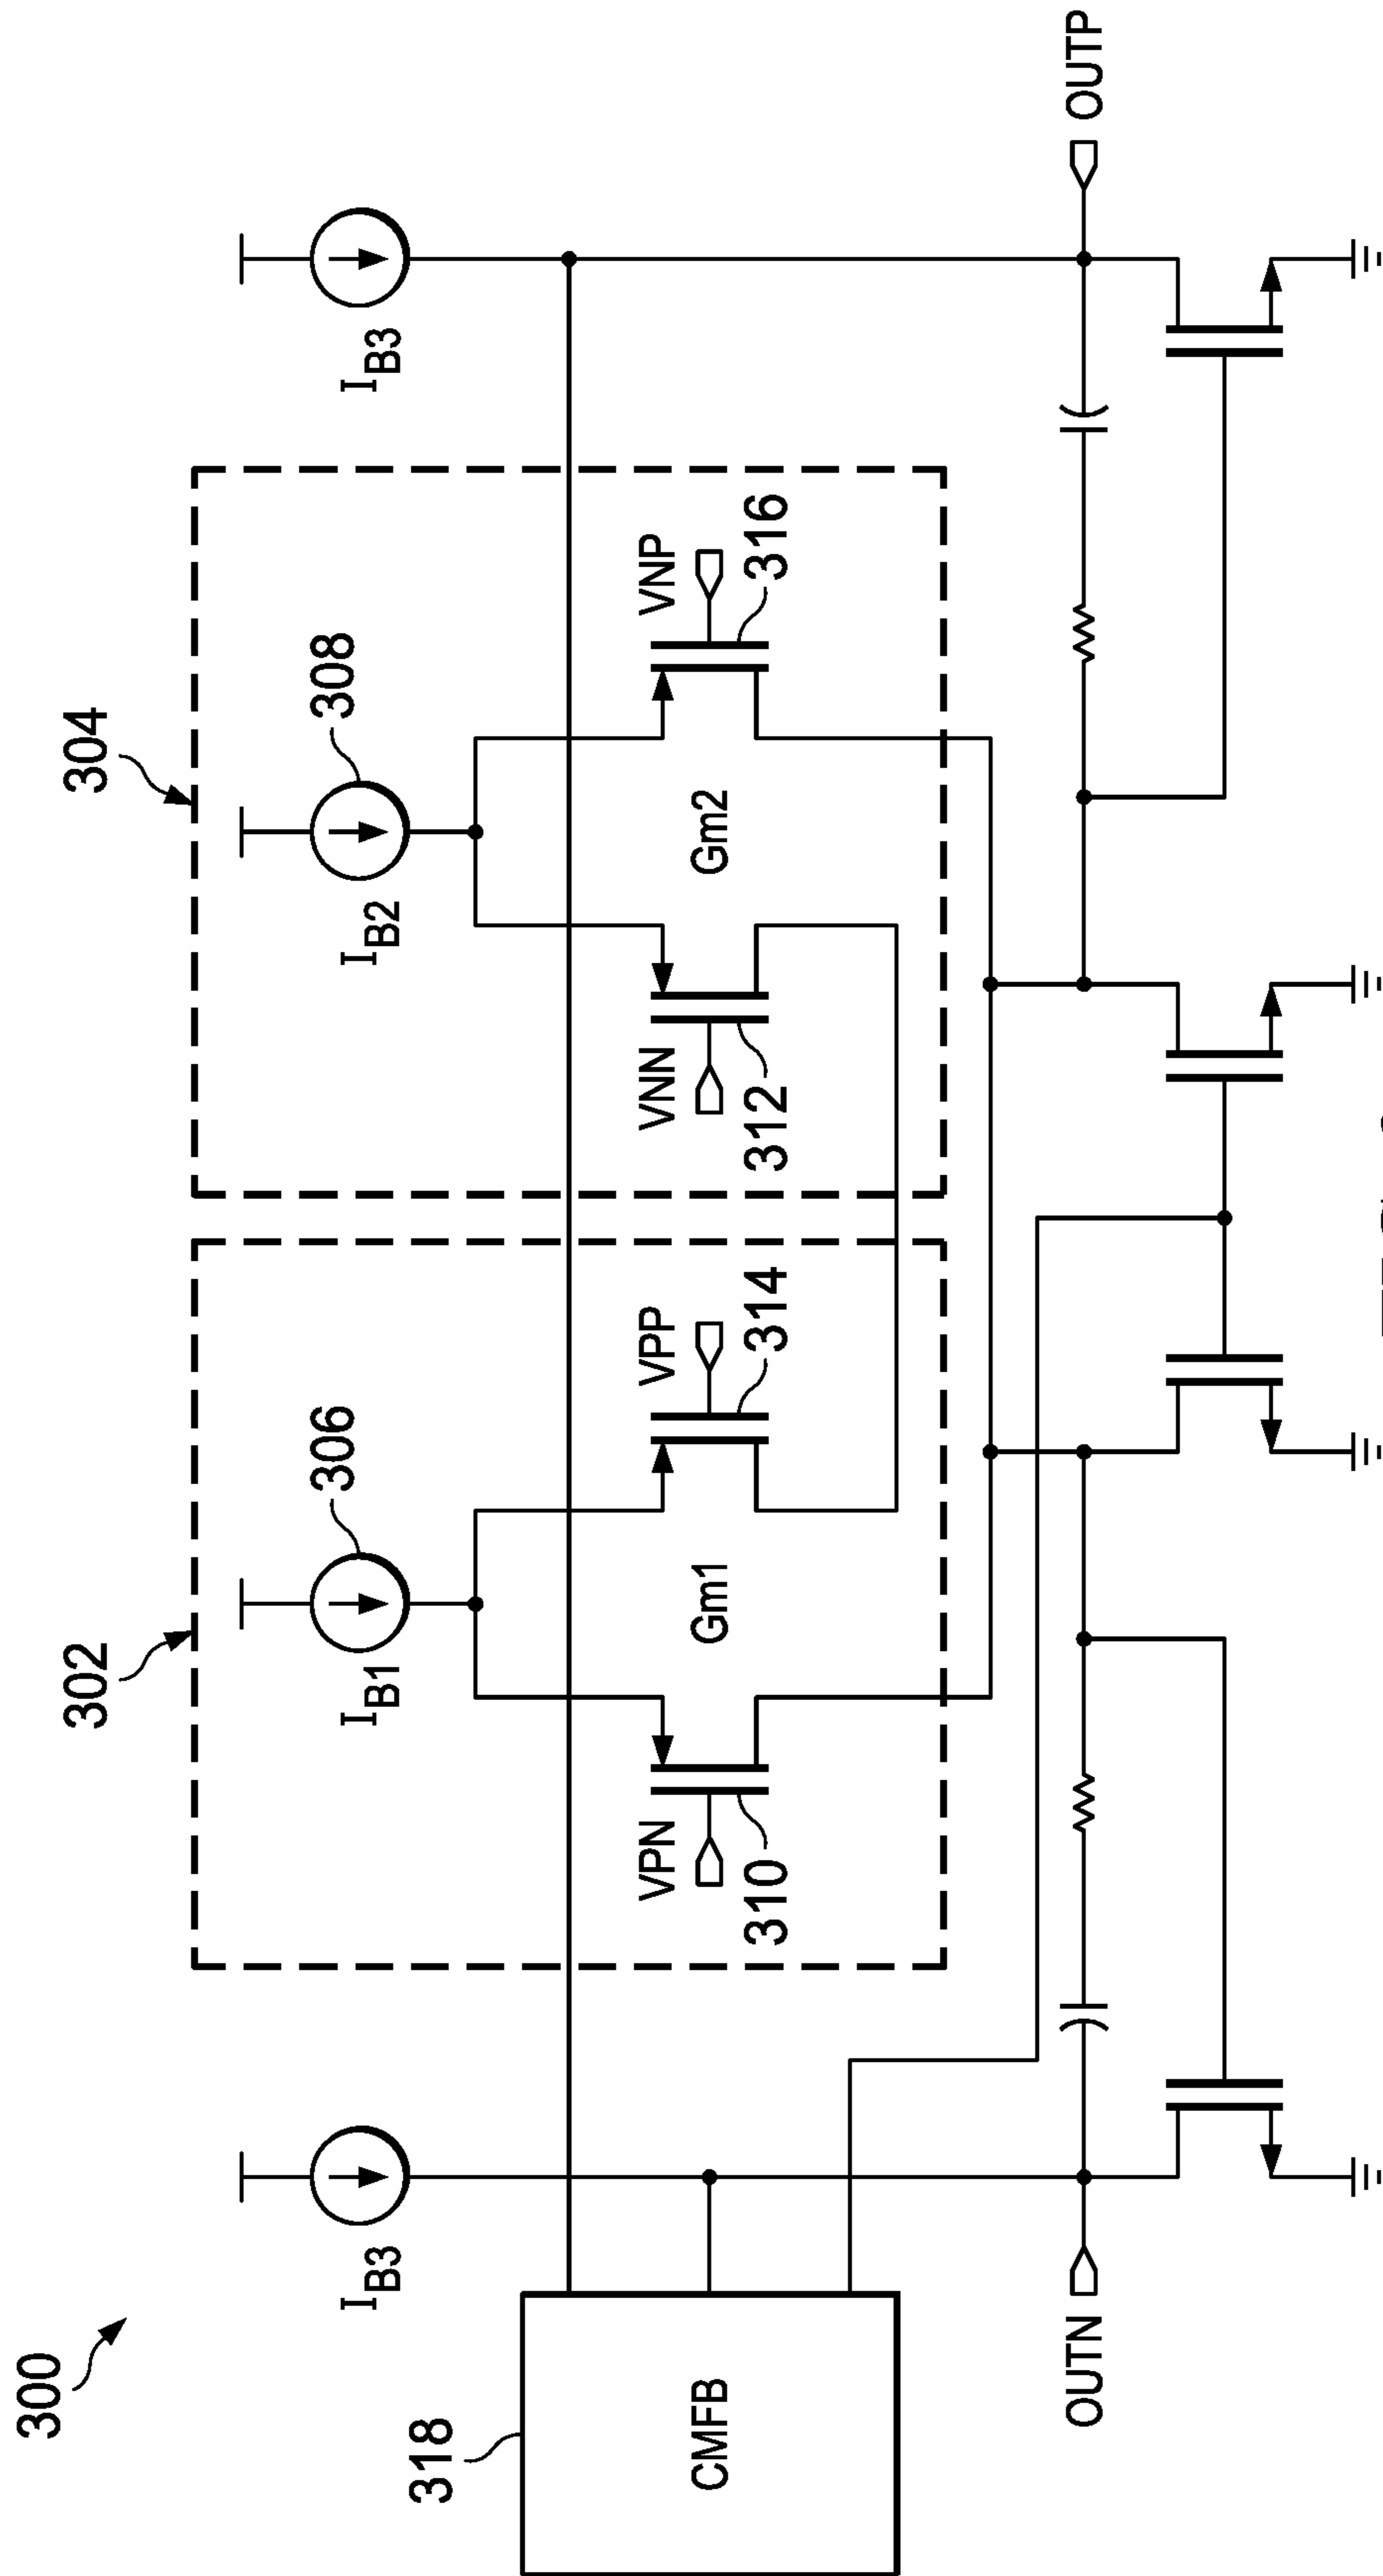 300
302
304
I_B3
306
I_B1
308
I_B2
I_B3
318
CMFB
VPN
310
Gm1
VPP
314
VNN
312
Gm2
VNP
316
OUTN
OUTP